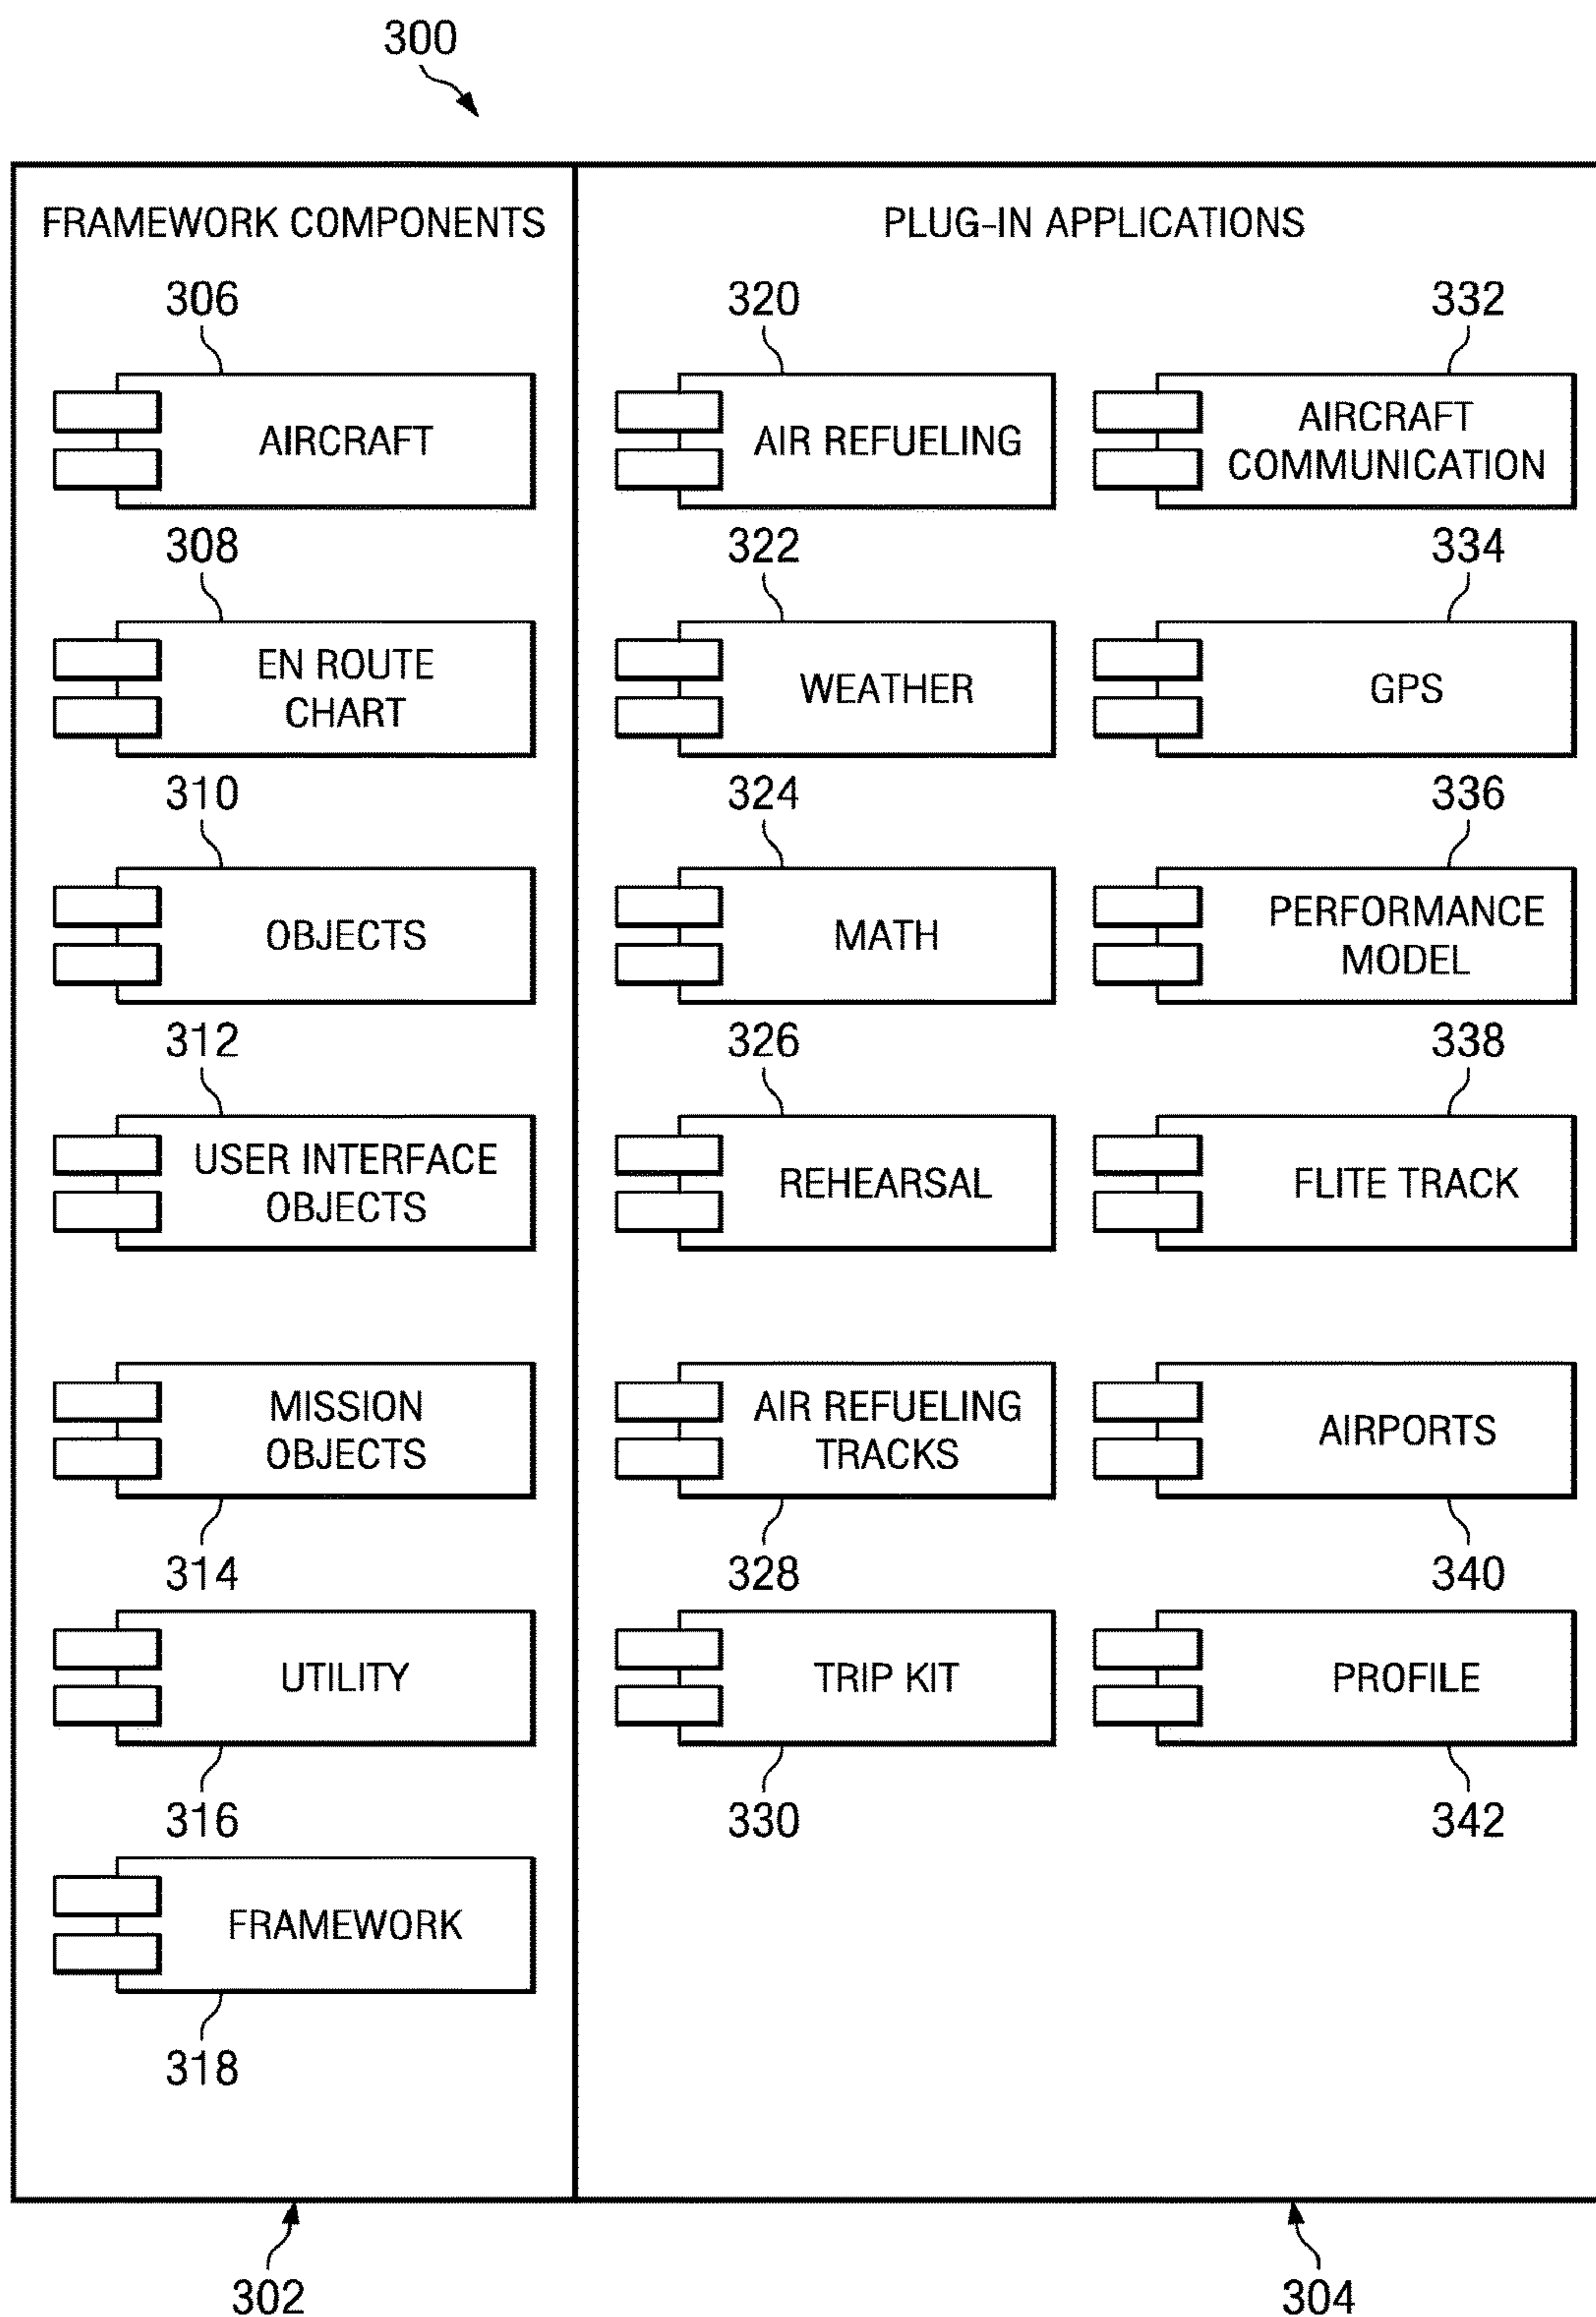 300
FRAMEWORK COMPONENTS
PLUG-IN APPLICATIONS
306
320
332
AIRCRAFT
AIR REFUELING
AIRCRAFT
COMMUNICATION
308
322
334
EN ROUTE
CHART
WEATHER
GPS
310
324
336
OBJECTS
MATH
PERFORMANCE
MODEL
312
326
338
USER INTERFACE
OBJECTS
REHEARSAL
FLITE TRACK
MISSION
OBJECTS
AIR REFUELING
TRACKS
AIRPORTS
314
328
340
UTILITY
TRIP KIT
PROFILE
316
330
342
FRAMEWORK
318
302
304